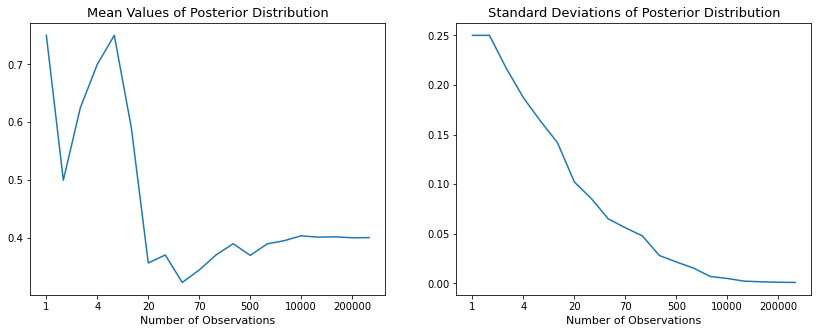 Mean Values of Posterior Distribution
0.7
0.6
0.5
0.4
1 4 20 70 500 10000 200000
Number of Observations
Standard Deviations of Posterior Distribution
0.25
0.20
0.15
0.10
0.05
0.00
1 4 20 70 500 10000 200000
Number of Observations